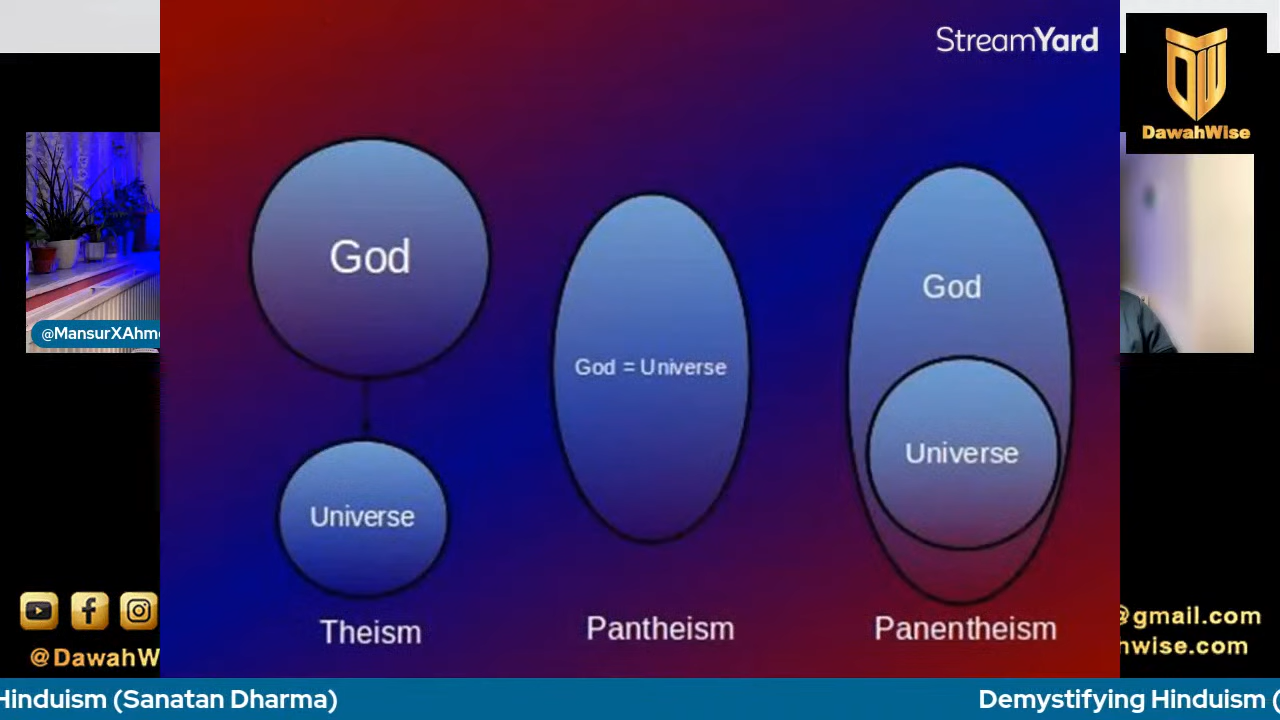 StreamYard
DawahWise
God
God
God = Universe
Universe
Universe
@MansurXAhm
Theism
Pantheism
Panentheism
@DawahW
@gmail.com
hwise.com
Hinduism (Sanatan Dharma)
Demystifying Hinduism (